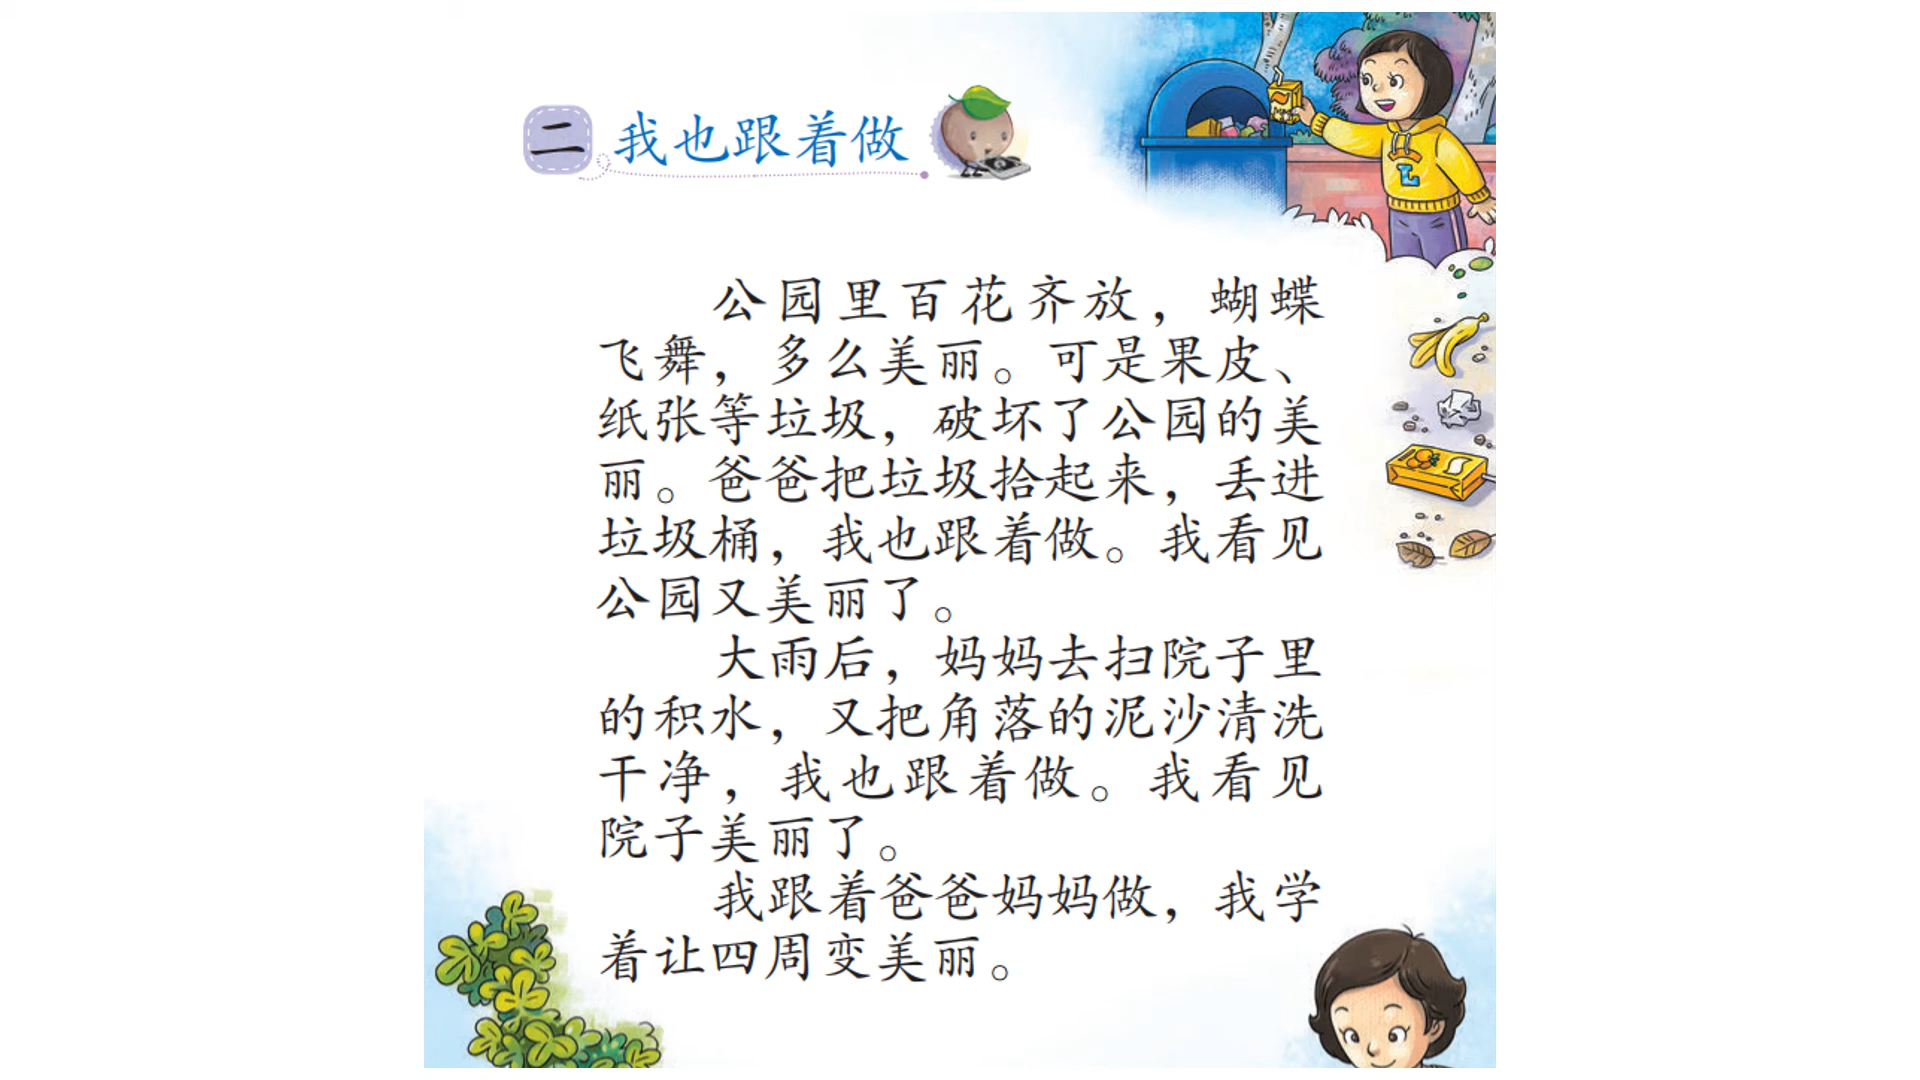 二 我也跟着做
公园里百花齐放，蝴蝶
飞舞，多么美丽。可是果皮、
纸张等垃圾，破坏了公园的美
丽。爸爸把垃圾拾起来，丢进
垃圾桶，我也跟着做。我看见
公园又美丽了。
大雨后，妈妈去扫院子里
的积水，又把角落的泥沙清洗
干净，我也跟着做。我看见
院子美丽了。
我跟着爸爸妈妈做，我学
着让四周变美丽。
L